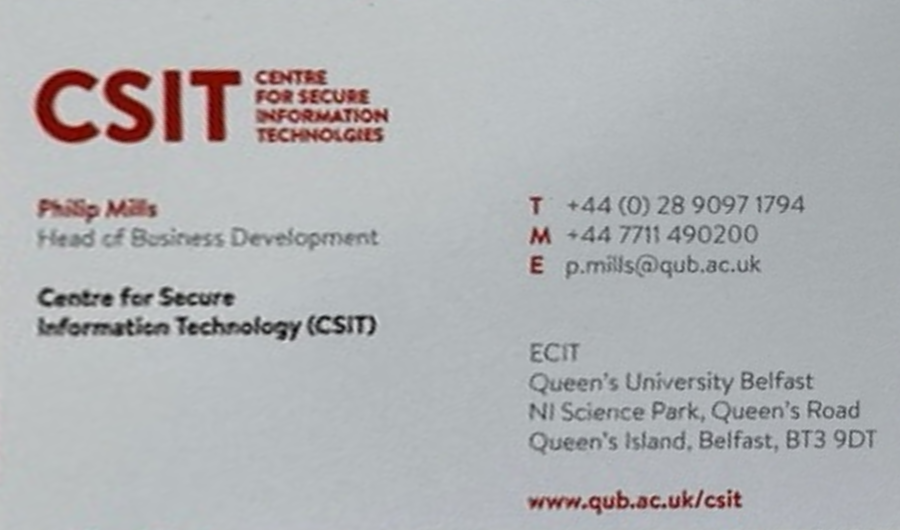 CSIT
CENTRE
FOR SECURE
INFORMATION
TECHNOLGIES
Philip Mills
Head of Business Development
Centre for Secure
Information Technology (CSIT)
T +44 (0) 28 9097 1794
M +44 7711 490200
E p.mills@qub.ac.uk
ECIT
Queen's University Belfast
NI Science Park, Queen's Road
Queen's Island, Belfast, BT3 9DT
www.qub.ac.uk/csit